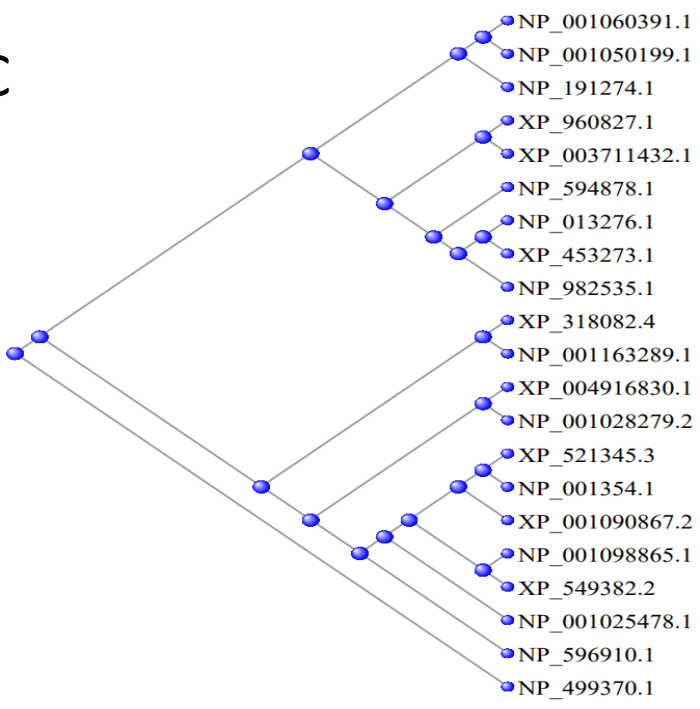 NP_001060391.1
C
NP_001050199.1
NP_191274.1
XP_960827.1
XP_003711432.1
NP_594878.1
NP_013276.1
XP_453273.1
NP_982535.1
XP_318082.4
NP_001163289.1
XP_004916830.1
NP_001028279.2
XP_521345.3
NP_001354.1
XP_001090867.2
NP_001098865.1
XP_549382.2
NP_001025478.1
NP_596910.1
NP_499370.1